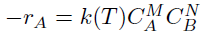 −r_A = k(T)C_A^M C_B^N